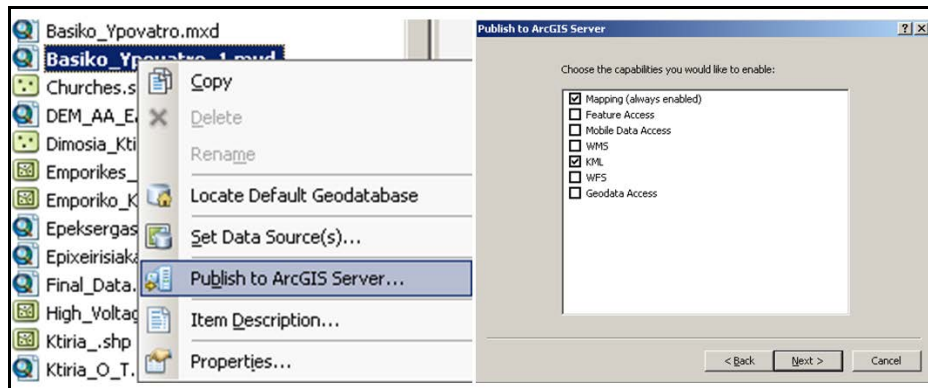 Basiko_Ypovatro.mxd
Basiko_Ypovatro_1.mxd
Churches.s
DEM_AA_E
Dimosia_Kti
Emporikes_
Emporiko_K
Epeksergas
Epixeirisiaka
Final_Data.
High_Voltag
Ktiria_.shp
Ktiria_O_T.
Copy
Delete
Rename
Locate Default Geodatabase
Set Data Source(s)...
Publish to ArcGIS Server...
Item Description...
Properties...
Publish to ArcGIS Server
Choose the capabilities you would like to enable:
Mapping (always enabled)
Feature Access
Mobile Data Access
WMS
KML
WFS
Geodata Access
< Back
Next >
Cancel